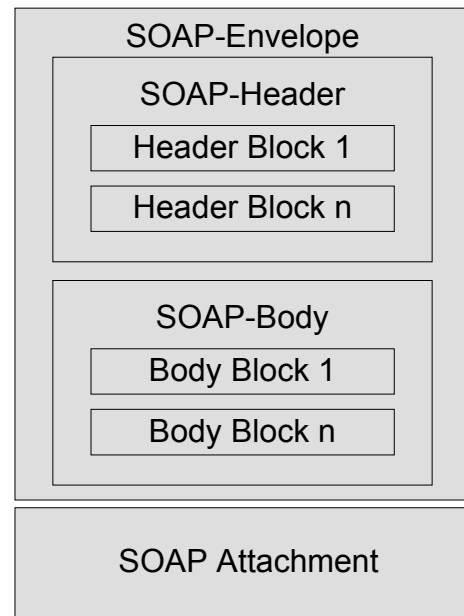 SOAP-Envelope
SOAP-Header
Header Block 1
Header Block n
SOAP-Body
Body Block 1
Body Block n
SOAP Attachment